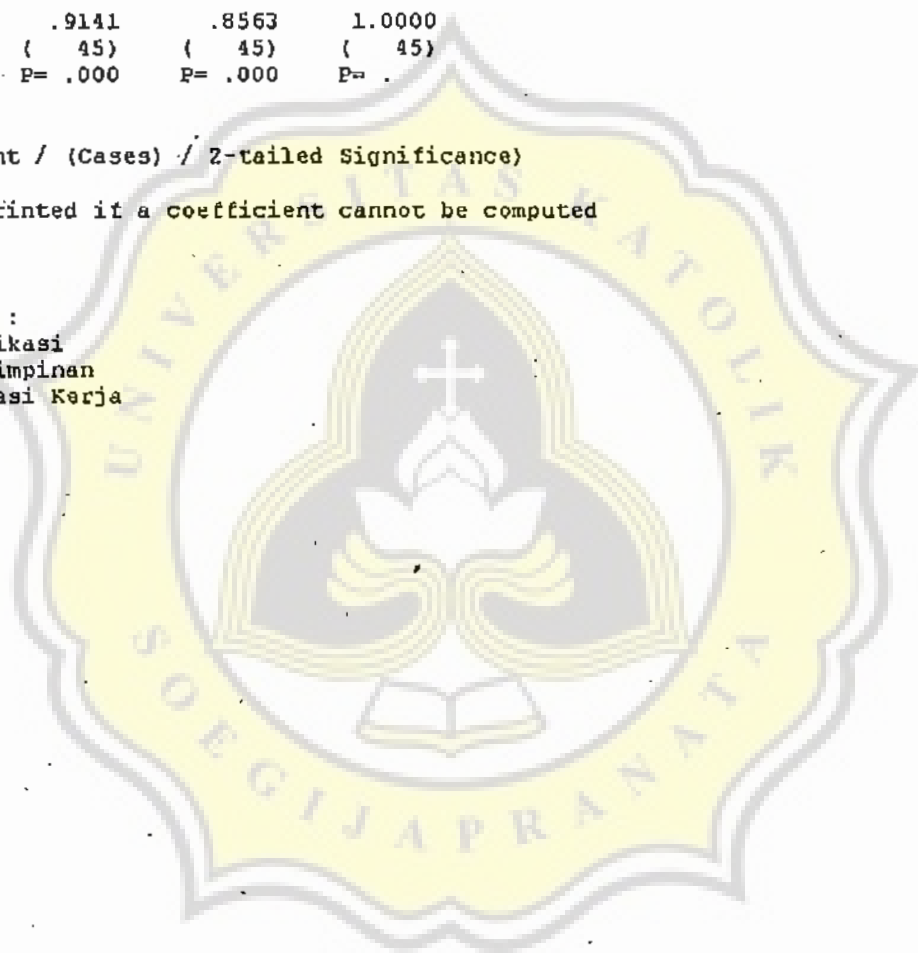 .9141 .8563 1.0000
( 45) ( 45) ( 45)
P= .000 P= .000 P= .
nt / (Cases) / 2-tailed Significance)
rinted if a coefficient cannot be computed
:
ikasi
impinan
asi Kerja
UNIVERSITAS KATOLIK
SOEGIJAPRANATA